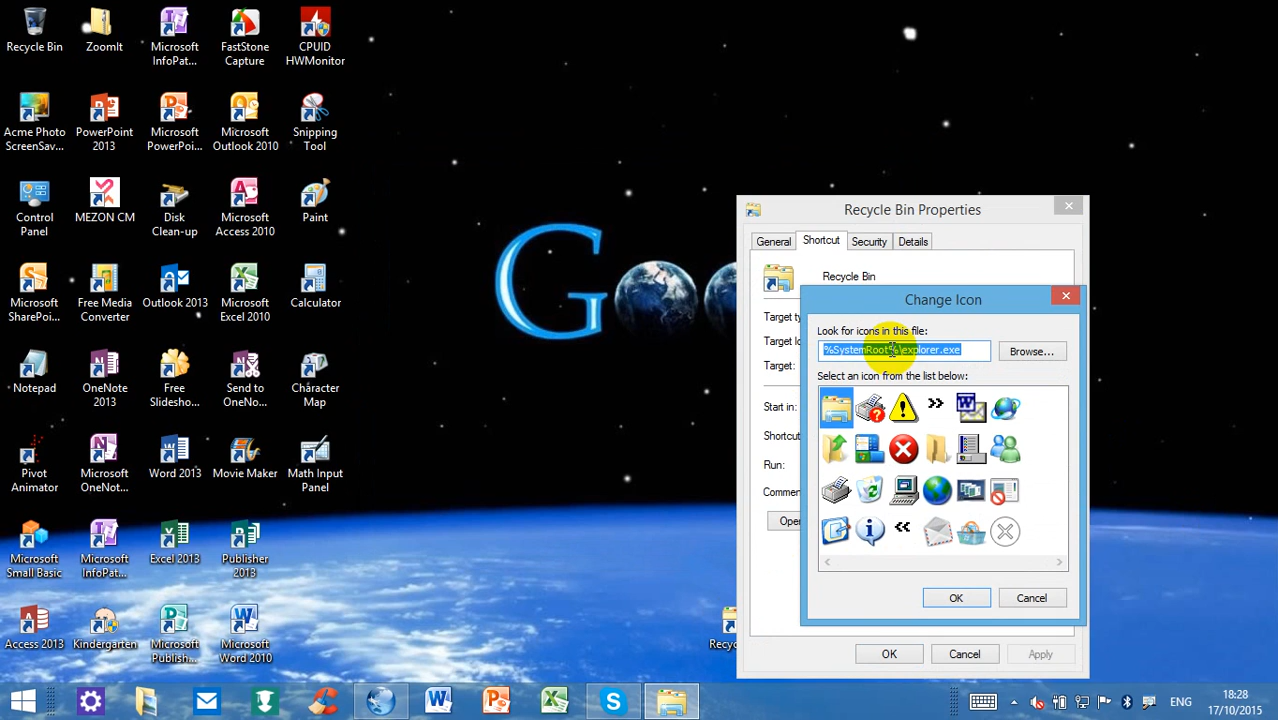 Recycle Bin
ZoomIt
Microsoft
InfoPat...
FastStone
Capture
CPUID
HWMonitor
Acme Photo
ScreenSav...
PowerPoint
2013
Microsoft
PowerPoi...
Microsoft
Outlook 2010
Snipping
Tool
Control
Panel
MEZON CM
Disk
Clean-up
Microsoft
Access 2010
Paint
Microsoft
SharePoi...
Free Media
Converter
Outlook 2013
Microsoft
Excel 2010
Calculator
Notepad
OneNote
2013
Free
Slidesho...
Send to
OneNo...
Character
Map
Pivot
Animator
Microsoft
OneNot...
Word 2013
Movie Maker
Math Input
Panel
Microsoft
Small Basic
Microsoft
InfoPat...
Excel 2013
Publisher
2013
Access 2013
Kindergarten
Microsoft
Publish...
Microsoft
Word 2010
Goo
Recyc
Recycle Bin Properties
General
Shortcut
Security
Details
Recycle Bin
Target ty
Target lo
Target:
Start in:
Shortcut
Run:
Comme
Open
OK
Cancel
Apply
Change Icon
Look for icons in this file:
%SystemRoot%\explorer.exe
Browse...
Select an icon from the list below:
OK
Cancel
ENG
18:28
17/10/2015